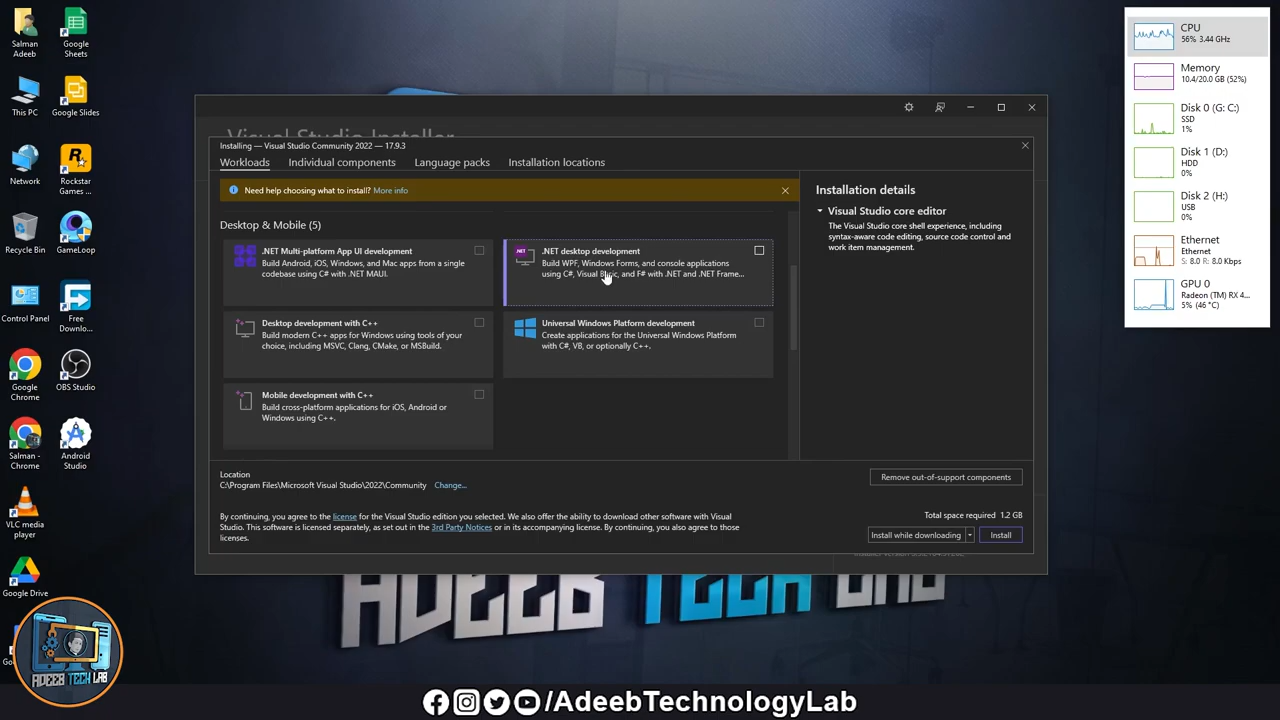 Salman
Adeeb
Google
Sheets
This PC
Google Slides
Network
Rockstar
Games ...
Recycle Bin
GameLoop
Control Panel
Free
Downlo...
Google
Chrome
OBS Studio
Salman -
Chrome
Android
Studio
VLC media
player
Google Drive
ADEEB TECH LAB
Visual Studio Installer
Installing — Visual Studio Community 2022 — 17.9.3
Workloads
Individual components
Language packs
Installation locations
Need help choosing what to install? More info
Desktop & Mobile (5)
.NET Multi-platform App UI development
Build Android, iOS, Windows, and Mac apps from a single
codebase using C# with .NET MAUI.
.NET
.NET desktop development
Build WPF, Windows Forms, and console applications
using C#, Visual Basic, and F# with .NET and .NET Frame...
Desktop development with C++
Build modern C++ apps for Windows using tools of your
choice, including MSVC, Clang, CMake, or MSBuild.
Universal Windows Platform development
Create applications for the Universal Windows Platform
with C#, VB, or optionally C++.
Mobile development with C++
Build cross-platform applications for iOS, Android or
Windows using C++.
Installation details
Visual Studio core editor
The Visual Studio core shell experience, including
syntax-aware code editing, source code control and
work item management.
Location
C:\Program Files\Microsoft Visual Studio\2022\Community Change...
Remove out-of-support components
By continuing, you agree to the license for the Visual Studio edition you selected. We also offer the ability to download other software with Visual
Studio. This software is licensed separately, as set out in the 3rd Party Notices or in its accompanying license. By continuing, you also agree to those
licenses.
Total space required 1.2 GB
Install while downloading
Install
CPU
56% 3.44 GHz
Memory
10.4/20.0 GB (52%)
Disk 0 (G: C:)
SSD
1%
Disk 1 (D:)
HDD
0%
Disk 2 (H:)
USB
0%
Ethernet
Ethernet
S: 8.0 R: 8.0 Kbps
GPU 0
Radeon (TM) RX 4...
5% (46 °C)
ADEEB TECH LAB
/AdeebTechnologyLab